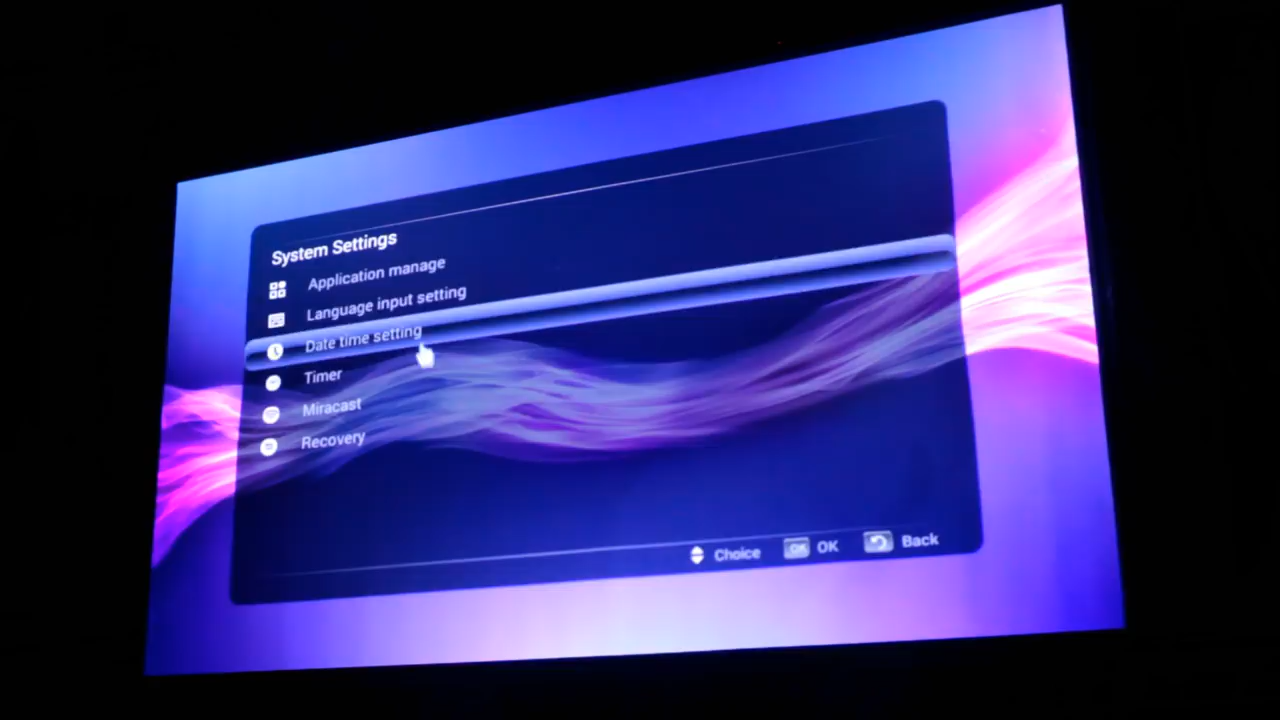 System Settings
Application manage
Language input setting
Date time setting
Timer
Miracast
Recovery
Choice OK OK Back